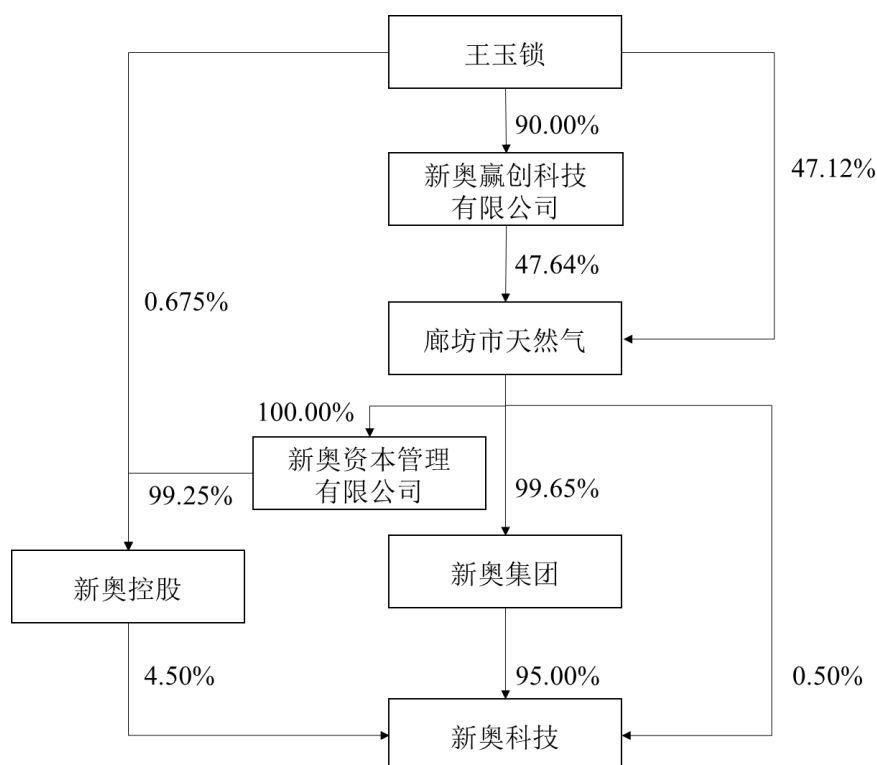 王玉锁
90.00%
新奥赢创科技
有限公司
47.12%
47.64%
0.675%
廊坊市天然气
100.00%
新奥资本管理
有限公司
99.25%
99.65%
新奥控股
新奥集团
4.50%
95.00%
0.50%
新奥科技